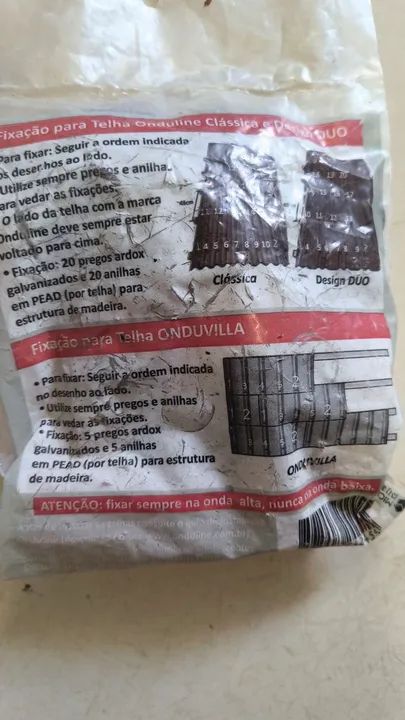 Fixação para Telha Onduline Clássica e Design DUO
Para fixar: Seguir a ordem indicada
nos desenhos ao lado.
Utilize sempre pregos e anilhas
para vedar as fixações.
O lado da telha com a marca
Onduline deve sempre estar
voltado para cima.
• Fixação: 20 pregos ardox
galvanizados e 20 anilhas
em PEAD (por telha) para
estrutura de madeira.
Clássica
Design DUO
Fixação para Telha ONDUVILLA
• Para fixar: Seguir a ordem indicada
no desenho ao lado.
• Utilize sempre pregos e anilhas
para vedar as fixações.
• Fixação: 5 pregos ardox
galvanizados e 5 anilhas
em PEAD (por telha) para estrutura
de madeira.
ONDUVILLA
ATENÇÃO: fixar sempre na onda alta, nunca na onda baixa.
www.onduline.com.br